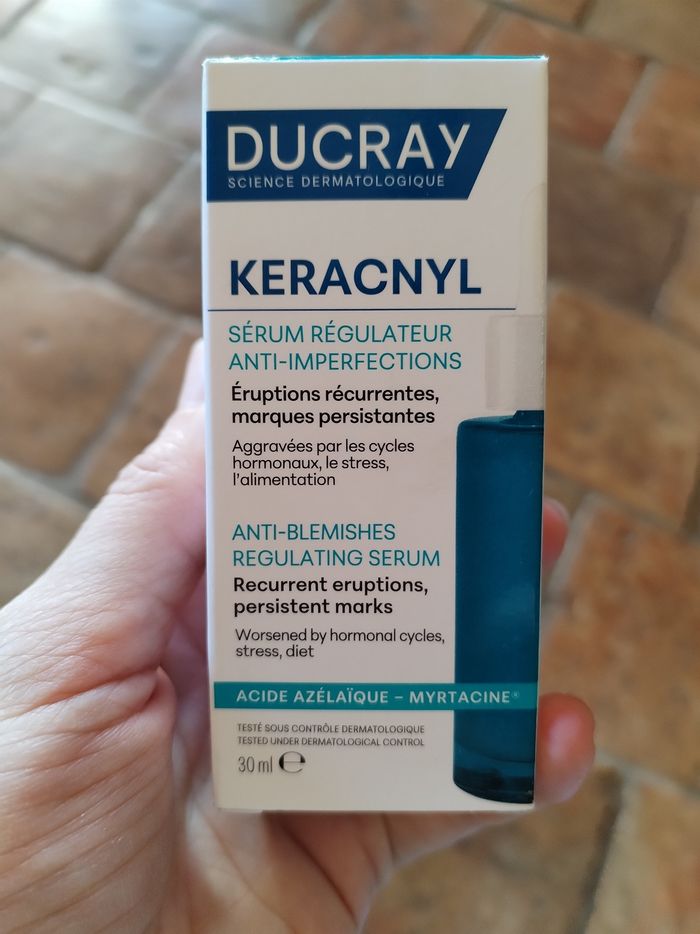 DUCRAY
SCIENCE DERMATOLOGIQUE
KERACNYL
SÉRUM RÉGULATEUR
ANTI-IMPERFECTIONS
Éruptions récurrentes,
marques persistantes
Aggravées par les cycles
hormonaux, le stress,
l'alimentation
ANTI-BLEMISHES
REGULATING SERUM
Recurrent eruptions,
persistent marks
Worsened by hormonal cycles,
stress, diet
ACIDE AZÉLAÏQUE – MYRTACINE®
TESTÉ SOUS CONTRÔLE DERMATOLOGIQUE
TESTED UNDER DERMATOLOGICAL CONTROL
30 ml ℮